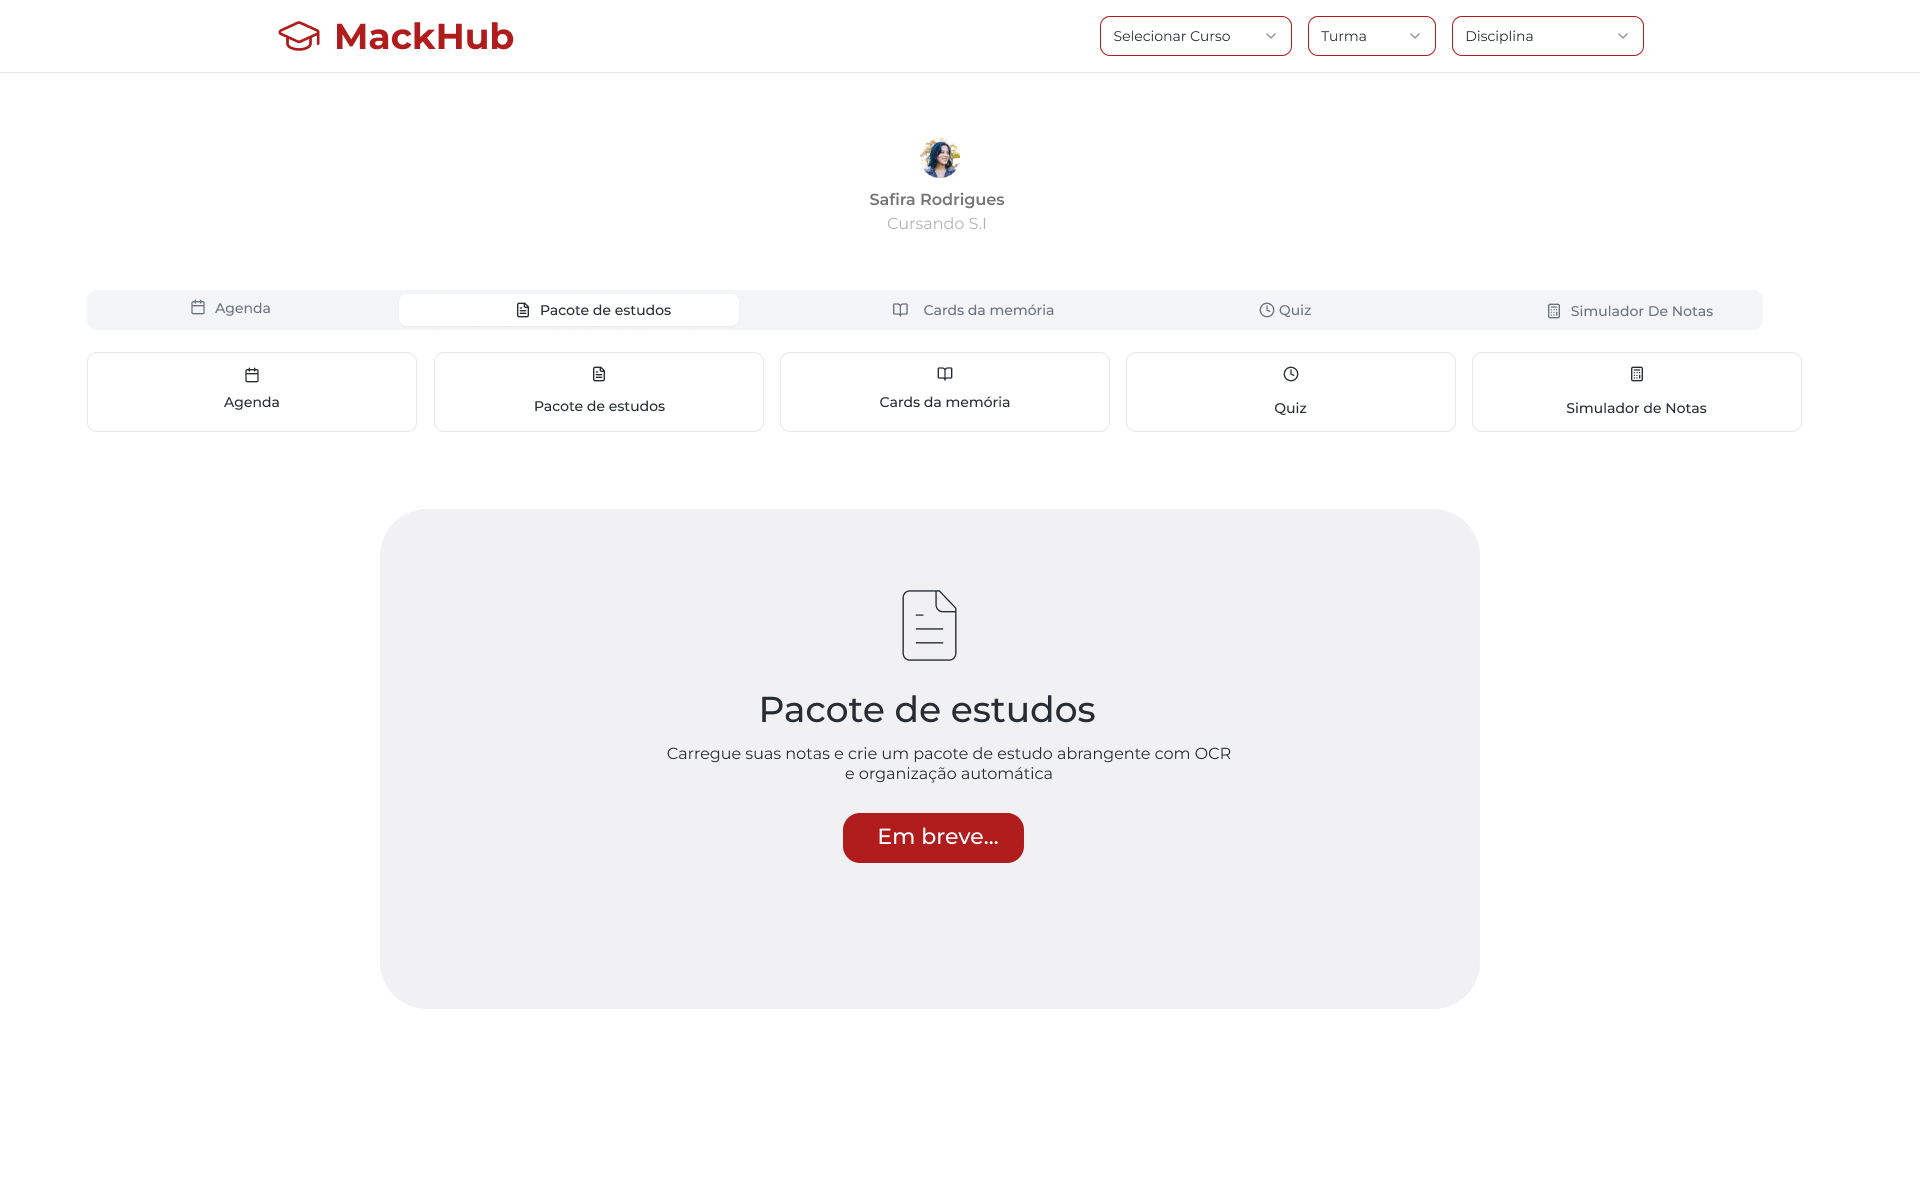 MackHub
Selecionar Curso
Turma
Disciplina
Safira Rodrigues
Cursando S.I
Agenda
Pacote de estudos
Cards da memória
Quiz
Simulador De Notas
Agenda
Pacote de estudos
Cards da memória
Quiz
Simulador de Notas
Pacote de estudos
Carregue suas notas e crie um pacote de estudo abrangente com OCR
e organização automática
Em breve...